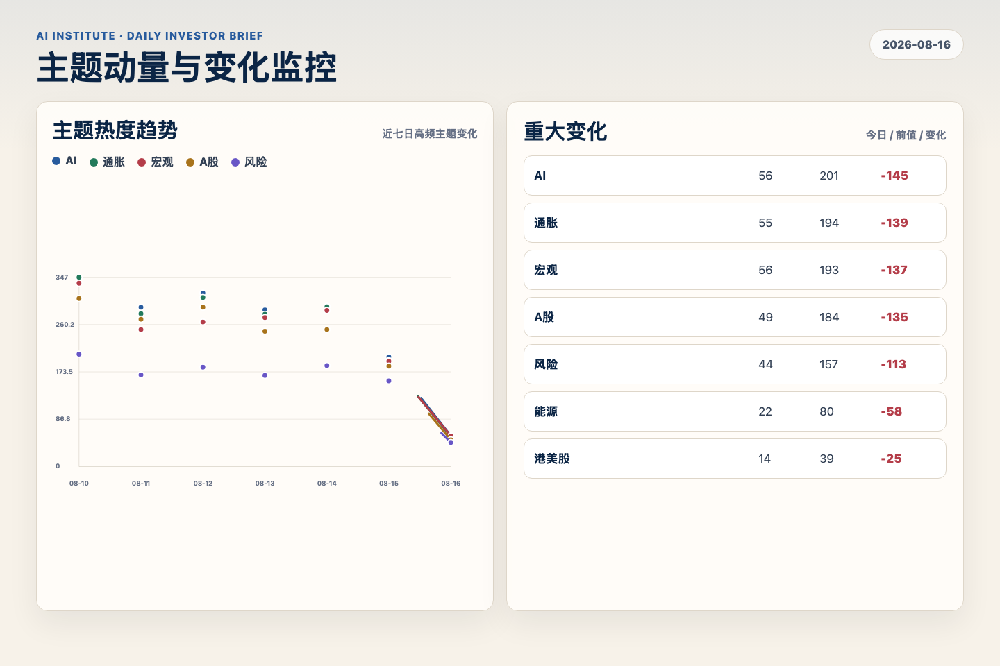 AI INSTITUTE · DAILY INVESTOR BRIEF
主题动量与变化监控
2026-08-16
主题热度趋势
近七日高频主题变化
AI 通胀 宏观 A股 风险
347
260.2
173.5
86.8
0
08-10 08-11 08-12 08-13 08-14 08-15 08-16
重大变化
今日 / 前值 / 变化
AI 56 201 -145
通胀 55 194 -139
宏观 56 193 -137
A股 49 184 -135
风险 44 157 -113
能源 22 80 -58
港美股 14 39 -25